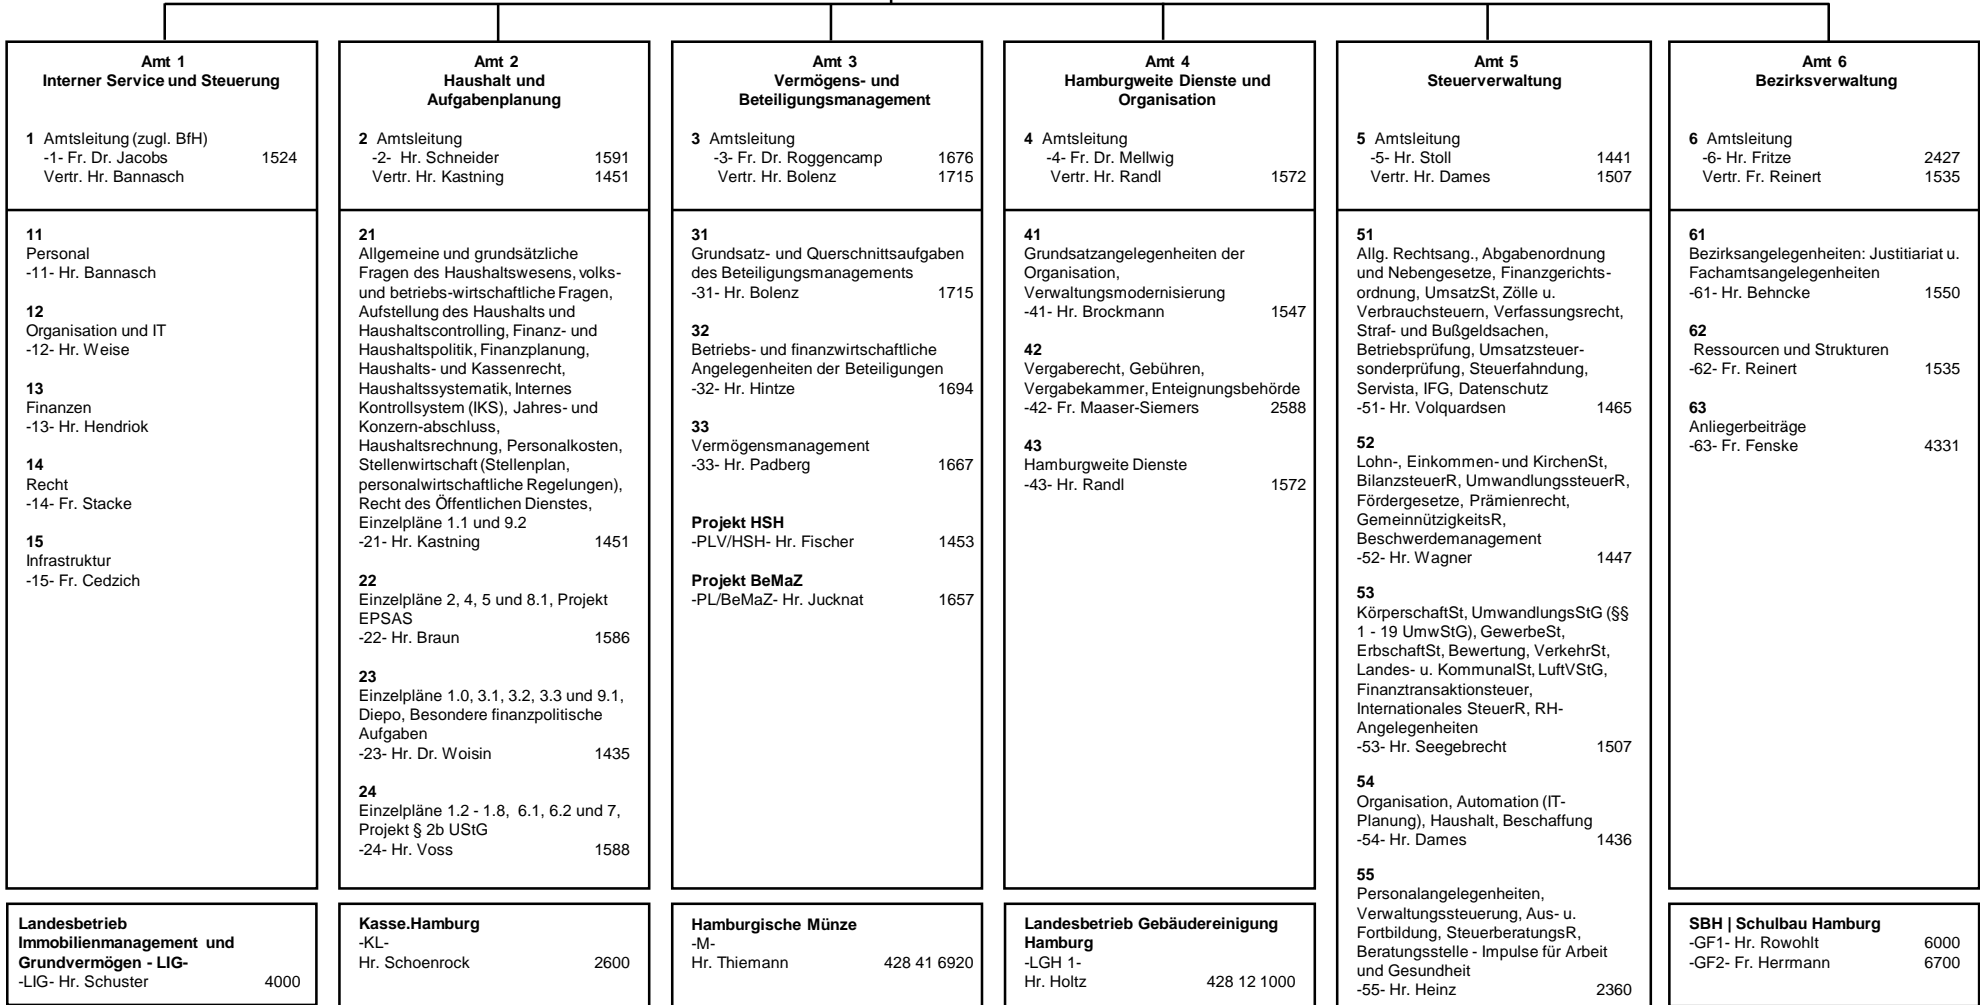 Amt 1
Interner Service und Steuerung
1 Amtsleitung (zugl. BfH)
-1- Fr. Dr. Jacobs 1524
Vertr. Hr. Bannasch
11
Personal
-11- Hr. Bannasch
12
Organisation und IT
-12- Hr. Weise
13
Finanzen
-13- Hr. Hendriok
14
Recht
-14- Fr. Stacke
15
Infrastruktur
-15- Fr. Cedzich
Landesbetrieb
Immobilienmanagement und
Grundvermögen - LIG-
-LIG- Hr. Schuster 4000
Amt 2
Haushalt und
Aufgabenplanung
2 Amtsleitung
-2- Hr. Schneider 1591
Vertr. Hr. Kastning 1451
21
Allgemeine und grundsätzliche
Fragen des Haushaltswesens, volks-
und betriebs-wirtschaftliche Fragen,
Aufstellung des Haushalts und
Haushaltscontrolling, Finanz- und
Haushaltspolitik, Finanzplanung,
Haushalts- und Kassenrecht,
Haushaltssystematik, Internes
Kontrollsystem (IKS), Jahres- und
Konzern-abschluss,
Haushaltsrechnung, Personalkosten,
Stellenwirtschaft (Stellenplan,
personalwirtschaftliche Regelungen),
Recht des Öffentlichen Dienstes,
Einzelpläne 1.1 und 9.2
-21- Hr. Kastning 1451
22
Einzelpläne 2, 4, 5 und 8.1, Projekt
EPSAS
-22- Hr. Braun 1586
23
Einzelpläne 1.0, 3.1, 3.2, 3.3 und 9.1,
Diepo, Besondere finanzpolitische
Aufgaben
-23- Hr. Dr. Woisin 1435
24
Einzelpläne 1.2 - 1.8, 6.1, 6.2 und 7,
Projekt § 2b UStG
-24- Hr. Voss 1588
Kasse.Hamburg
-KL-
Hr. Schoenrock 2600
Amt 3
Vermögens- und
Beteiligungsmanagement
3 Amtsleitung
-3- Fr. Dr. Roggencamp 1676
Vertr. Hr. Bolenz 1715
31
Grundsatz- und Querschnittsaufgaben
des Beteiligungsmanagements
-31- Hr. Bolenz 1715
32
Betriebs- und finanzwirtschaftliche
Angelegenheiten der Beteiligungen
-32- Hr. Hintze 1694
33
Vermögensmanagement
-33- Hr. Padberg 1667
Projekt HSH
-PLV/HSH- Hr. Fischer 1453
Projekt BeMaZ
-PL/BeMaZ- Hr. Jucknat 1657
Hamburgische Münze
-M-
Hr. Thiemann 428 41 6920
Amt 4
Hamburgweite Dienste und
Organisation
4 Amtsleitung
-4- Fr. Dr. Mellwig
Vertr. Hr. Randl 1572
41
Grundsatzangelegenheiten der
Organisation,
Verwaltungsmodernisierung
-41- Hr. Brockmann 1547
42
Vergaberecht, Gebühren,
Vergabekammer, Enteignungsbehörde
-42- Fr. Maaser-Siemers 2588
43
Hamburgweite Dienste
-43- Hr. Randl 1572
Landesbetrieb Gebäudereinigung
Hamburg
-LGH 1-
Hr. Holtz 428 12 1000
Amt 5
Steuerverwaltung
5 Amtsleitung
-5- Hr. Stoll 1441
Vertr. Hr. Dames 1507
51
Allg. Rechtsang., Abgabenordnung
und Nebengesetze, Finanzgerichts-
ordnung, UmsatzSt, Zölle u.
Verbrauchsteuern, Verfassungsrecht,
Straf- und Bußgeldsachen,
Betriebsprüfung, Umsatzsteuer-
sonderprüfung, Steuerfahndung,
Servista, IFG, Datenschutz
-51- Hr. Volquardsen 1465
52
Lohn-, Einkommen- und KirchenSt,
BilanzsteuerR, UmwandlungssteuerR,
Fördergesetze, Prämienrecht,
GemeinnützigkeitsR,
Beschwerdemanagement
-52- Hr. Wagner 1447
53
KörperschaftSt, UmwandlungsStG (§§
1 - 19 UmwStG), GewerbeSt,
ErbschaftSt, Bewertung, VerkehrSt,
Landes- u. KommunalSt, LuftVStG,
Finanztransaktionsteuer,
Internationales SteuerR, RH-
Angelegenheiten
-53- Hr. Seegebrecht 1507
54
Organisation, Automation (IT-
Planung), Haushalt, Beschaffung
-54- Hr. Dames 1436
55
Personalangelegenheiten,
Verwaltungssteuerung, Aus- u.
Fortbildung, SteuerberatungsR,
Beratungsstelle - Impulse für Arbeit
und Gesundheit
-55- Hr. Heinz 2360
Amt 6
Bezirksverwaltung
6 Amtsleitung
-6- Hr. Fritze 2427
Vertr. Fr. Reinert 1535
61
Bezirksangelegenheiten: Justitiariat u.
Fachamtsangelegenheiten
-61- Hr. Behncke 1550
62
Ressourcen und Strukturen
-62- Fr. Reinert 1535
63
Anliegerbeiträge
-63- Fr. Fenske 4331
SBH | Schulbau Hamburg
-GF1- Hr. Rowohlt 6000
-GF2- Fr. Herrmann 6700